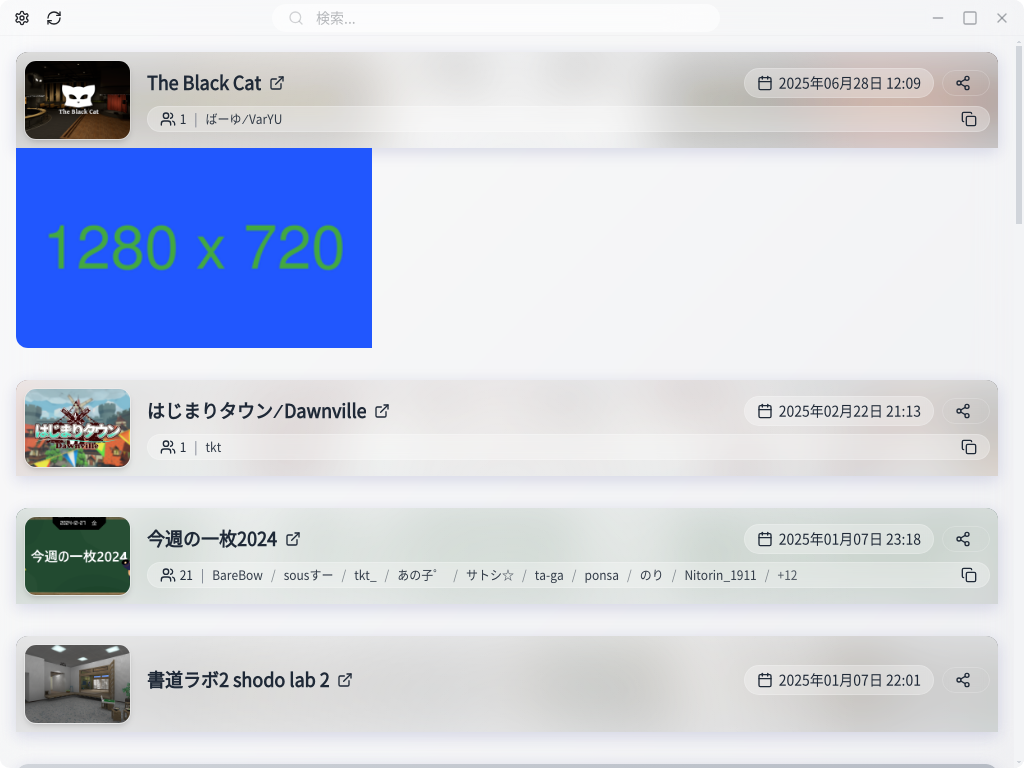 検索...
The Black Cat
2025年06月28日 12:09
The Black Cat
1 | ばーゆ/VarYU
1280 x 720
はじまりタウン/Dawnville
2025年02月22日 21:13
はじまりタウン
Dawnville
1 | tkt
今週の一枚2024
2025年01月07日 23:18
今週の一枚2024
21 | BareBow / sousすー / tkt_ / あの子゜ / サトシ☆ / ta-ga / ponsa / のり / Nitorin_1911 / +12
書道ラボ2 shodo lab 2
2025年01月07日 22:01